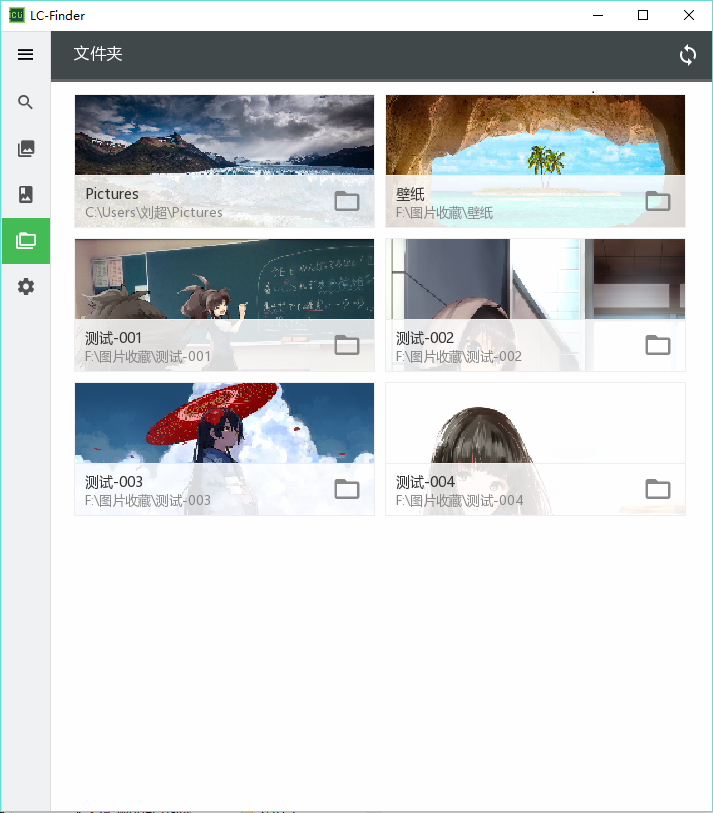 LC-Finder
文件夹
Pictures
C:\Users\刘超\Pictures
壁纸
F:\图片收藏\壁纸
测试-001
F:\图片收藏\测试-001
测试-002
F:\图片收藏\测试-002
测试-003
F:\图片收藏\测试-003
测试-004
F:\图片收藏\测试-004